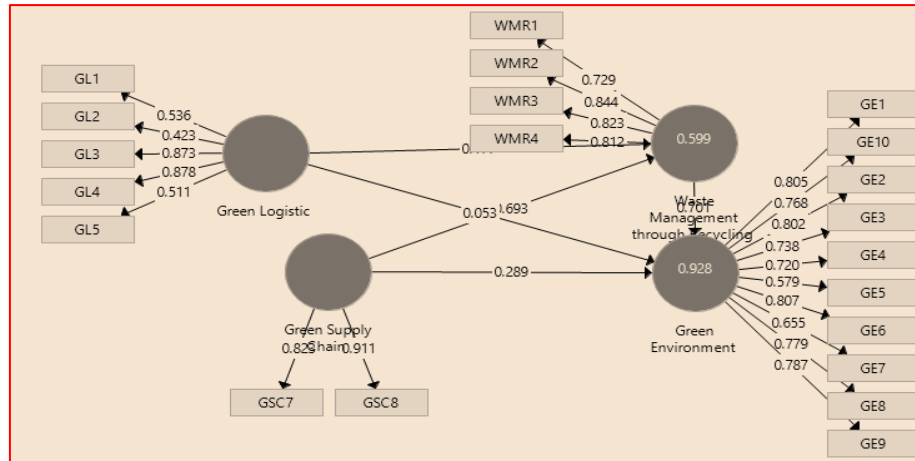 WMR1
WMR2
WMR3
WMR4
0.729
0.844
0.823
0.812
GL1
GL2
GL3
GL4
GL5
0.536
0.423
0.873
0.878
0.511
Green Logistic
0.599
Waste
Management
through Recycling
0.701
0.053
0.693
0.289
Green Supply
Chain
0.911
GSC7
GSC8
0.928
Green
Environment
0.805
0.768
0.802
0.738
0.720
0.579
0.807
0.655
0.779
0.787
GE1
GE10
GE2
GE3
GE4
GE5
GE6
GE7
GE8
GE9